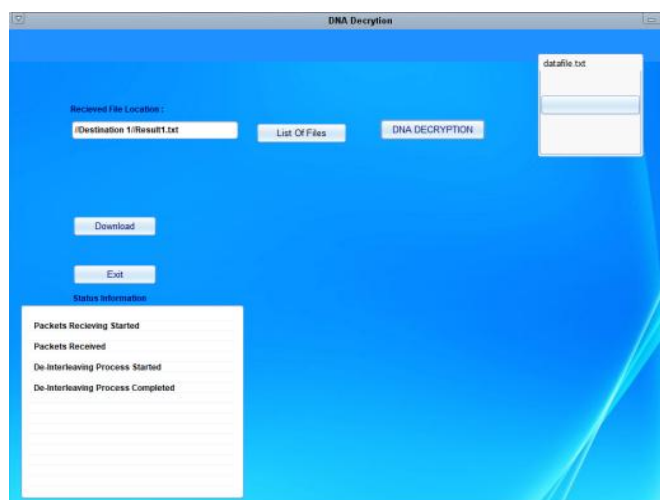 DNA Decrytion
datafile.txt
Recieved File Location :
//Destination 1//Result1.txt
List Of Files
DNA DECRYPTION
Download
Exit
Status Information
Packets Recieving Started
Packets Received
De-Interleaving Process Started
De-Interleaving Process Completed